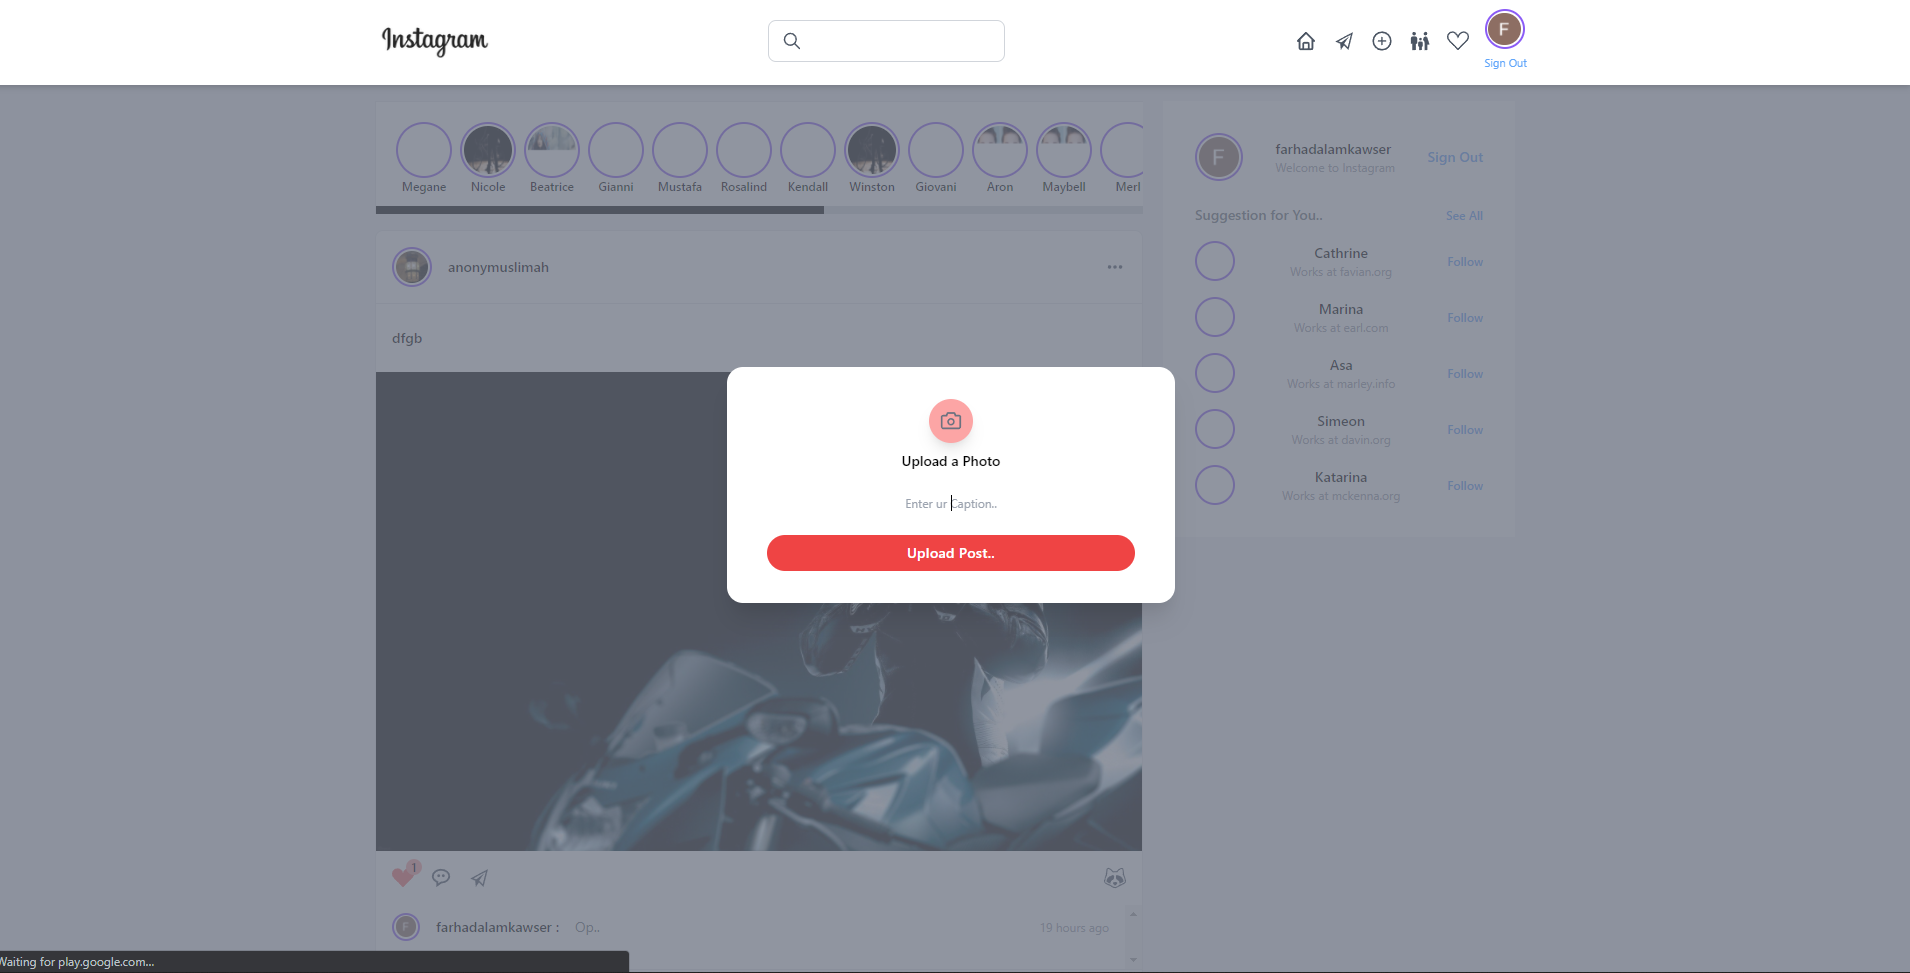 Instagram
F
Sign Out
Megane Nicole Beatrice Gianni Mustafa Rosalind Kendall Winston Giovani Aron Maybell Merl
F
farhadalamkawser
Welcome to Instagram
Sign Out
Suggestion for You..
See All
Cathrine
Works at favian.org
Follow
Marina
Works at earl.com
Follow
Asa
Works at marley.info
Follow
Simeon
Works at davin.org
Follow
Katarina
Works at mckenna.org
Follow
anonymuslimah
dfgb
Upload a Photo
Enter ur Caption..
Upload Post..
1
F
farhadalamkawser :
Op..
19 hours ago
Waiting for play.google.com...